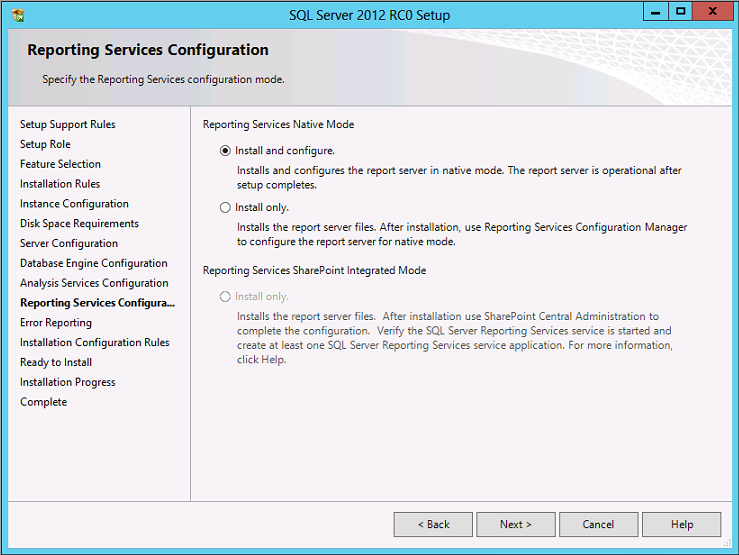 SQL Server 2012 RC0 Setup
Reporting Services Configuration
Specify the Reporting Services configuration mode.
Setup Support Rules
Setup Role
Feature Selection
Installation Rules
Instance Configuration
Disk Space Requirements
Server Configuration
Database Engine Configuration
Analysis Services Configuration
Reporting Services Configura...
Error Reporting
Installation Configuration Rules
Ready to Install
Installation Progress
Complete
Reporting Services Native Mode
Install and configure.
Installs and configures the report server in native mode. The report server is operational after
setup completes.
Install only.
Installs the report server files. After installation, use Reporting Services Configuration Manager
to configure the report server for native mode.
Reporting Services SharePoint Integrated Mode
Install only.
Installs the report server files.  After installation use SharePoint Central Administration to
complete the configuration.  Verify the SQL Server Reporting Services service is started and
create at least one SQL Server Reporting Services service application. For more information,
click Help.
< Back
Next >
Cancel
Help